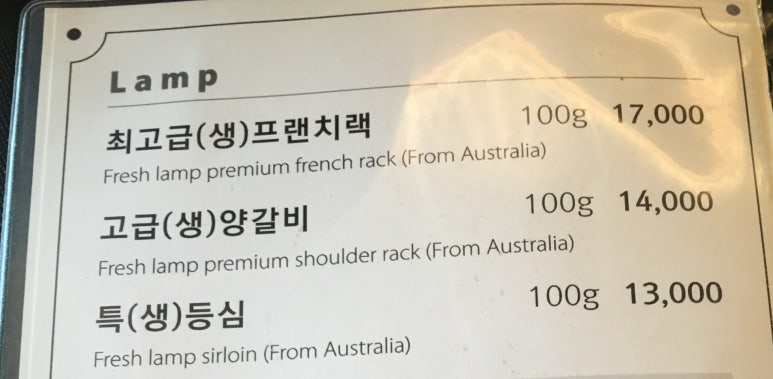 Lamp
최고급(생)프랜치랙 100g 17,000
Fresh lamp premium french rack (From Australia)
고급(생)양갈비 100g 14,000
Fresh lamp premium shoulder rack (From Australia)
특(생)등심 100g 13,000
Fresh lamp sirloin (From Australia)